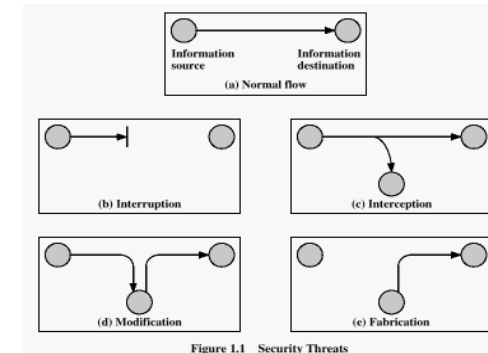 Information
source
Information
destination
(a) Normal flow
(b) Interruption
(c) Interception
(d) Modification
(e) Fabrication
Figure 1.1 Security Threats